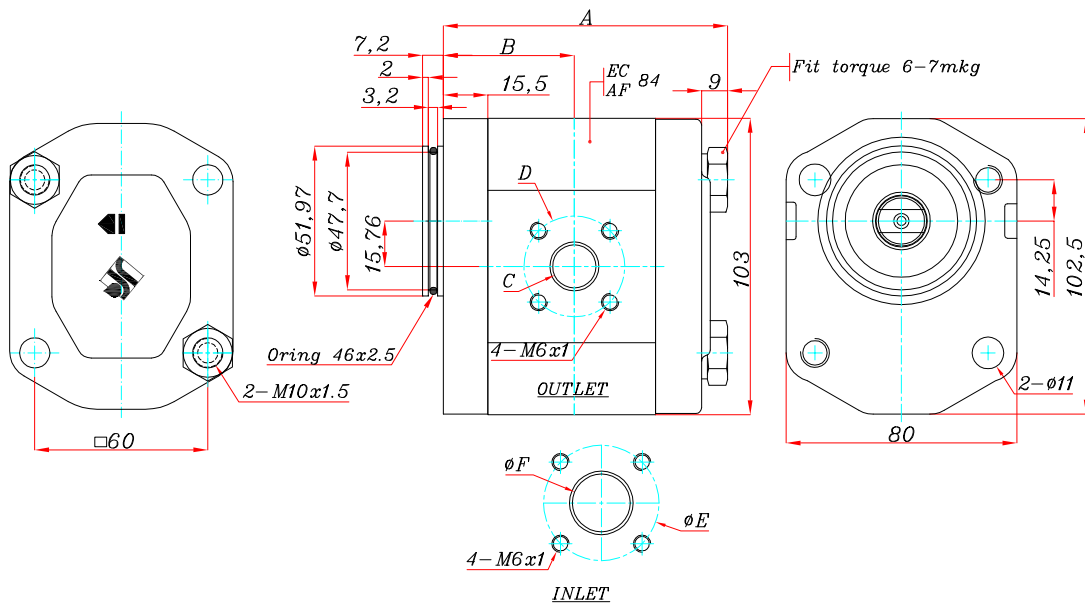 A
7,2
B
2
15,5
3,2
EC
AF 84
9
Fit torque 6-7mkg
D
ø51,97
ø47,7
15,76
C
103
14,25
102,5
Oring 46x2.5
4-M6x1
2-M10x1.5
OUTLET
2-ø11
□60
80
øF
øE
4-M6x1
INLET